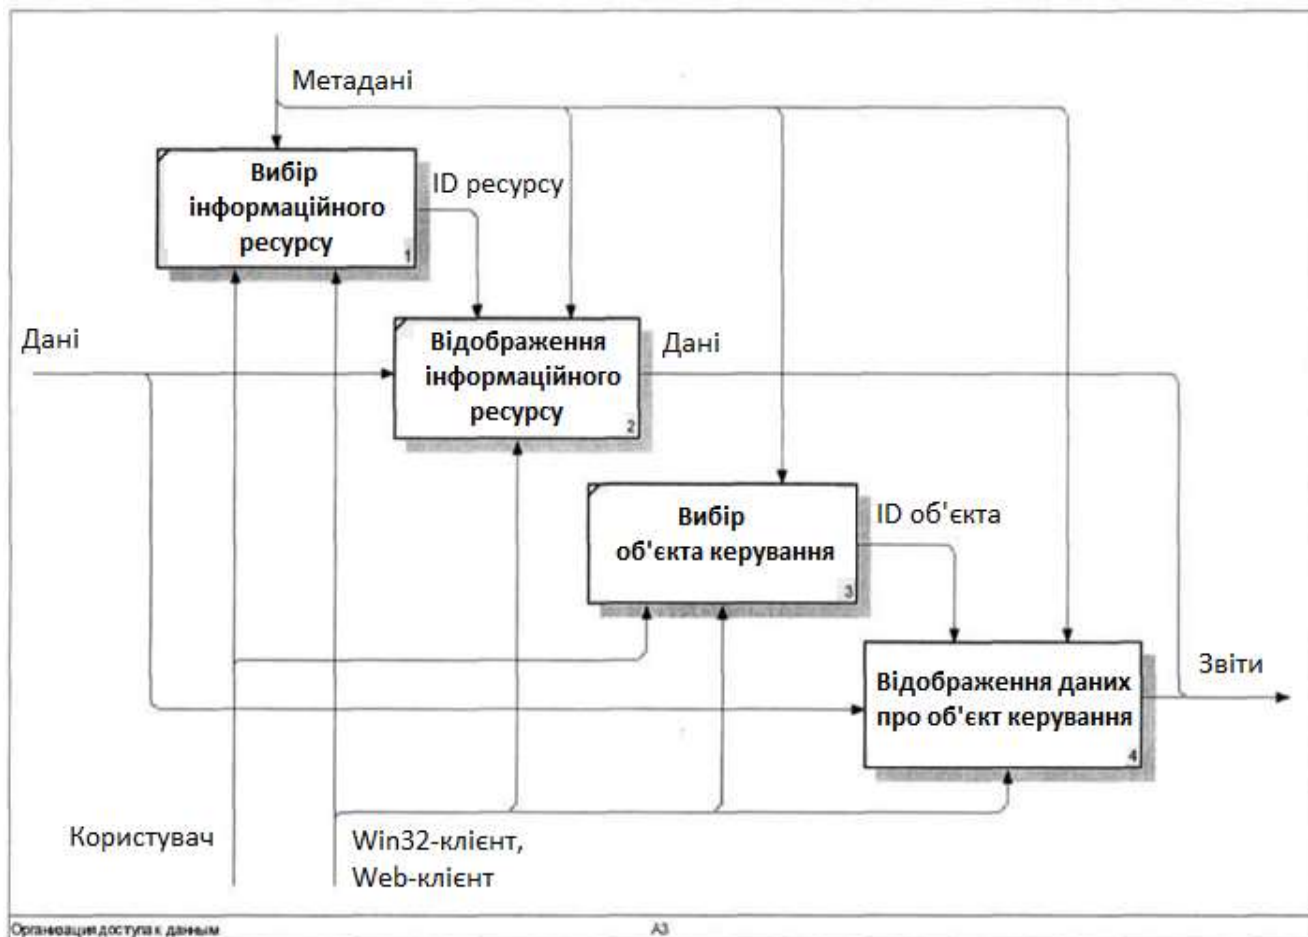 Метадані
Вибір
інформаційного
ресурсу
1
ID ресурсу
Дані
Відображення
інформаційного
ресурсу
2
Дані
Вибір
об'єкта керування
3
ID об'єкта
Відображення даних
про об'єкт керування
4
Звіти
Користувач
Win32-клієнт,
Web-клієнт
Организация доступа к данным
A3